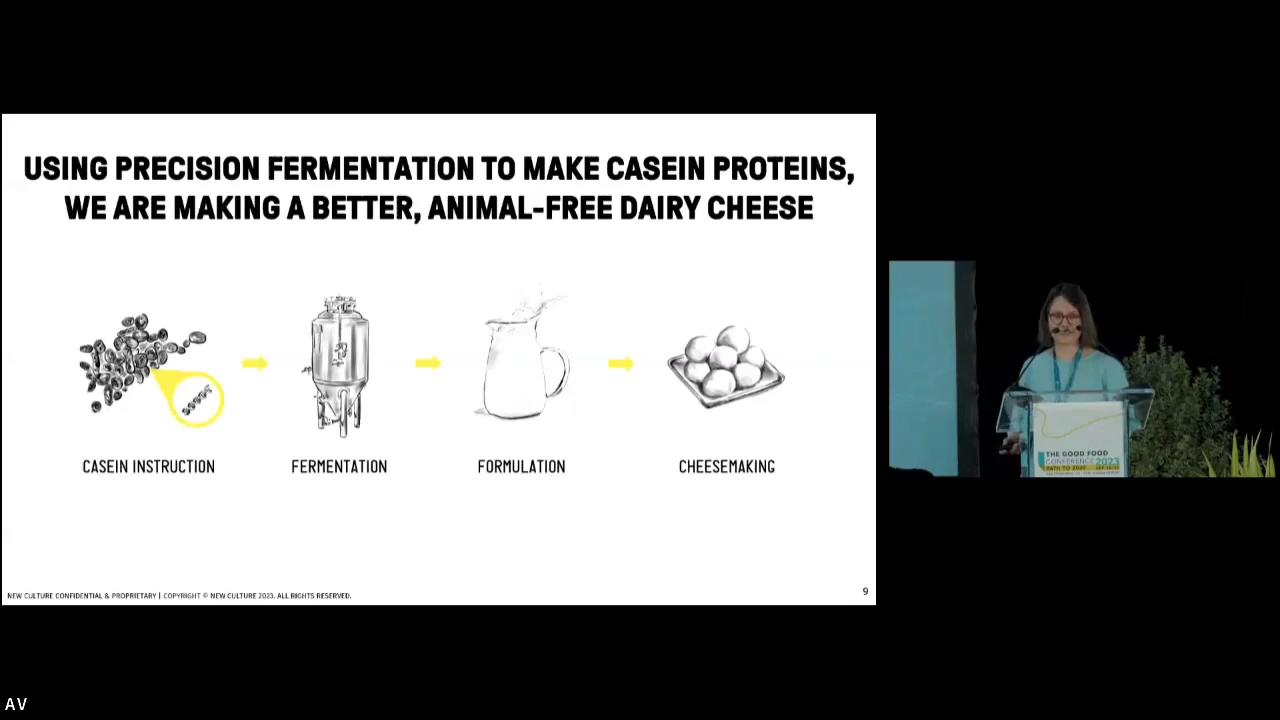 USING PRECISION FERMENTATION TO MAKE CASEIN PROTEINS,
WE ARE MAKING A BETTER, ANIMAL-FREE DAIRY CHEESE
CASEIN INSTRUCTION
FERMENTATION
FORMULATION
CHEESEMAKING
NEW CULTURE CONFIDENTIAL & PROPRIETARY | COPYRIGHT © NEW CULTURE 2023. ALL RIGHTS RESERVED.
9
THE GOOD FOOD
CONFERENCE 2023
PATH TO
AV